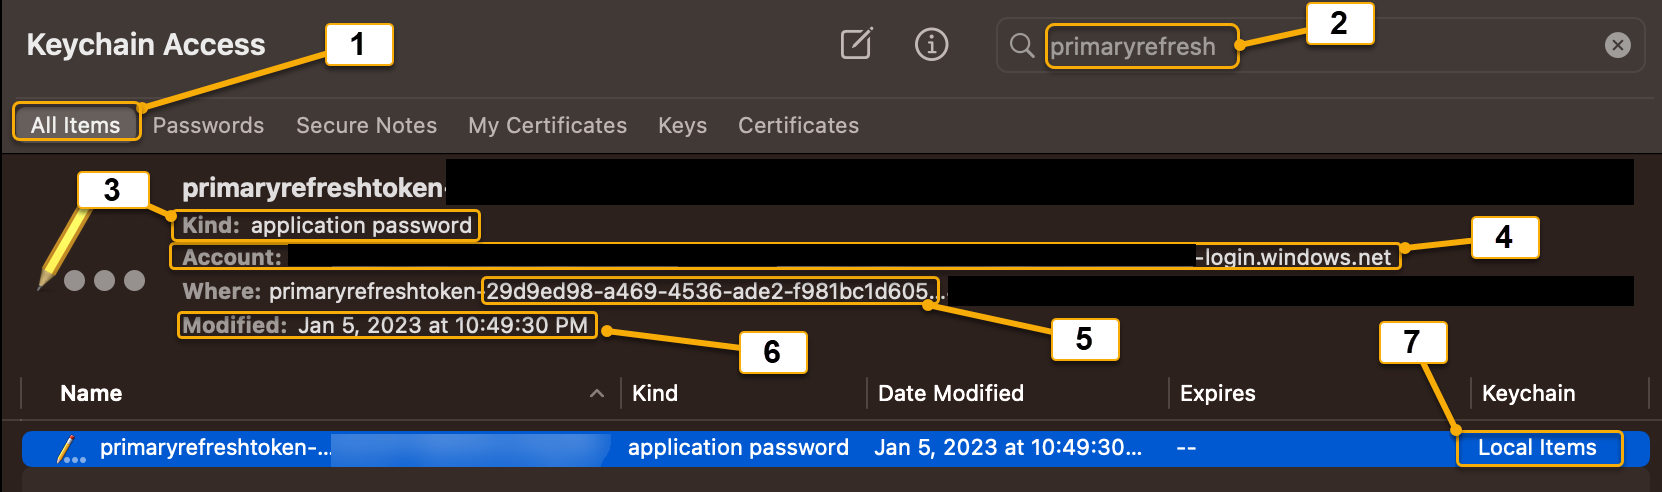 Keychain Access
1
primaryrefresh
2
All Items
Passwords
Secure Notes
My Certificates
Keys
Certificates
3
primaryrefreshtoken-
Kind: application password
Account: -login.windows.net
4
Where: primaryrefreshtoken-29d9ed98-a469-4536-ade2-f981bc1d605...
5
Modified: Jan 5, 2023 at 10:49:30 PM
6
7
Name
Kind
Date Modified
Expires
Keychain
primaryrefreshtoken-...
application password
Jan 5, 2023 at 10:49:30...
--
Local Items